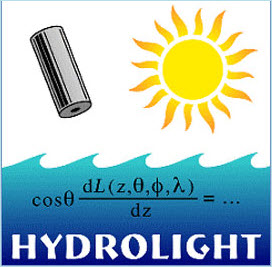 cosθ dL(z,θ,ϕ,λ)/dz = ...
HYDROLIGHT